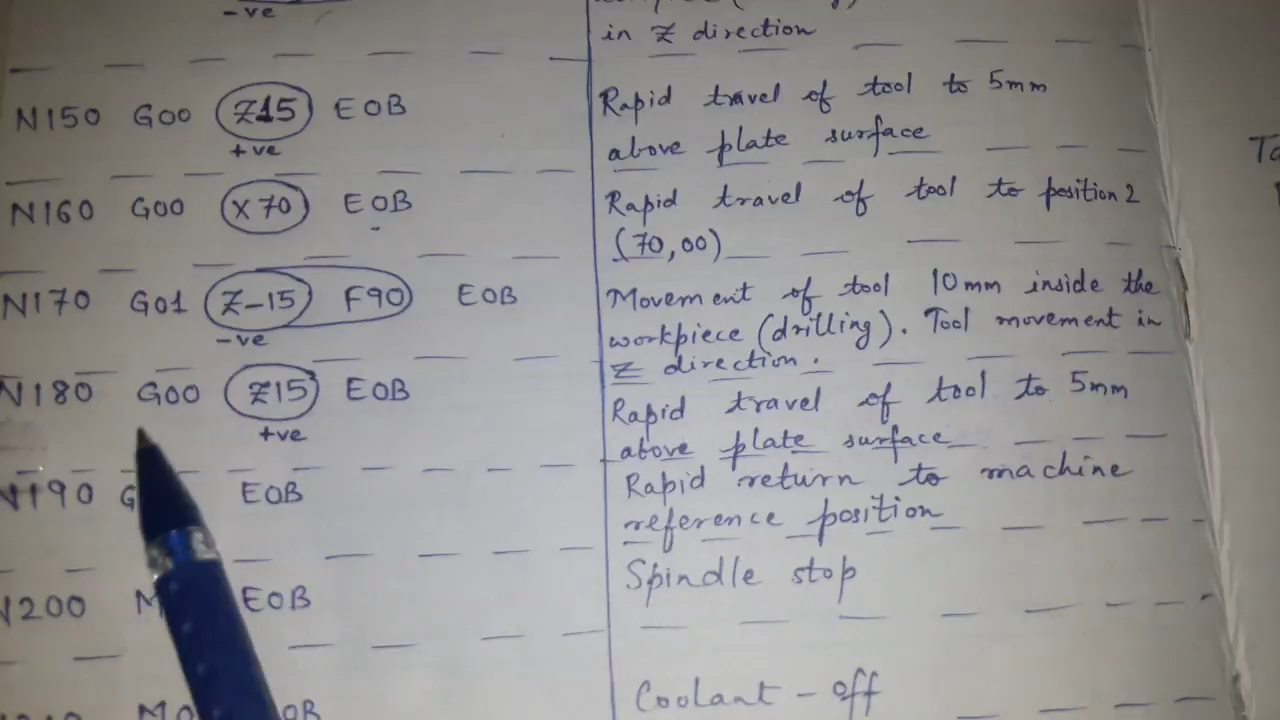 -ve
in Z direction
N150 G00 Z15 EOB
+ve
Rapid travel of tool to 5mm
above plate surface
N160 G00 X70 EOB
Rapid travel of tool to position 2
(70,00)
N170 G01 Z-15 F90 EOB
-ve
Movement of tool 10mm inside the
workpiece (drilling). Tool movement in
Z direction.
N180 G00 Z15 EOB
+ve
Rapid travel of tool to 5mm
above plate surface
N190 EOB
Rapid return to machine
reference position
N200 EOB
Spindle stop
Coolant - off